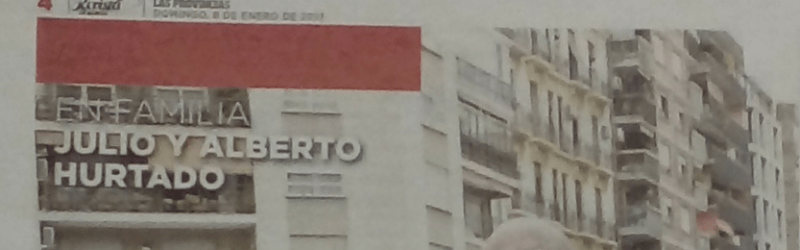 4
LAS PROVINCIAS
DOMINGO, 8 DE ENERO DE 2017
EN FAMILIA
JULIO Y ALBERTO
HURTADO